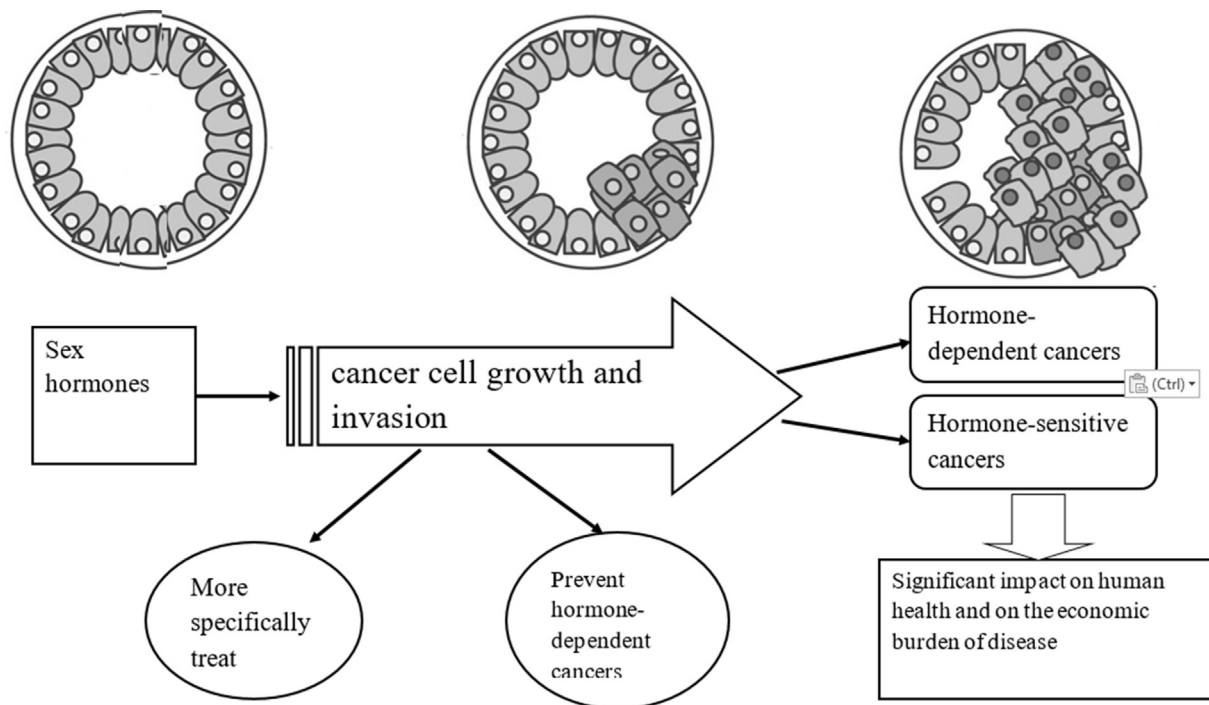 Sex
hormones
cancer cell growth and
invasion
Hormone-
dependent cancers
(Ctrl)
Hormone-sensitive
cancers
More
specifically
treat
Prevent
hormone-
dependent
cancers
Significant impact on human
health and on the economic
burden of disease